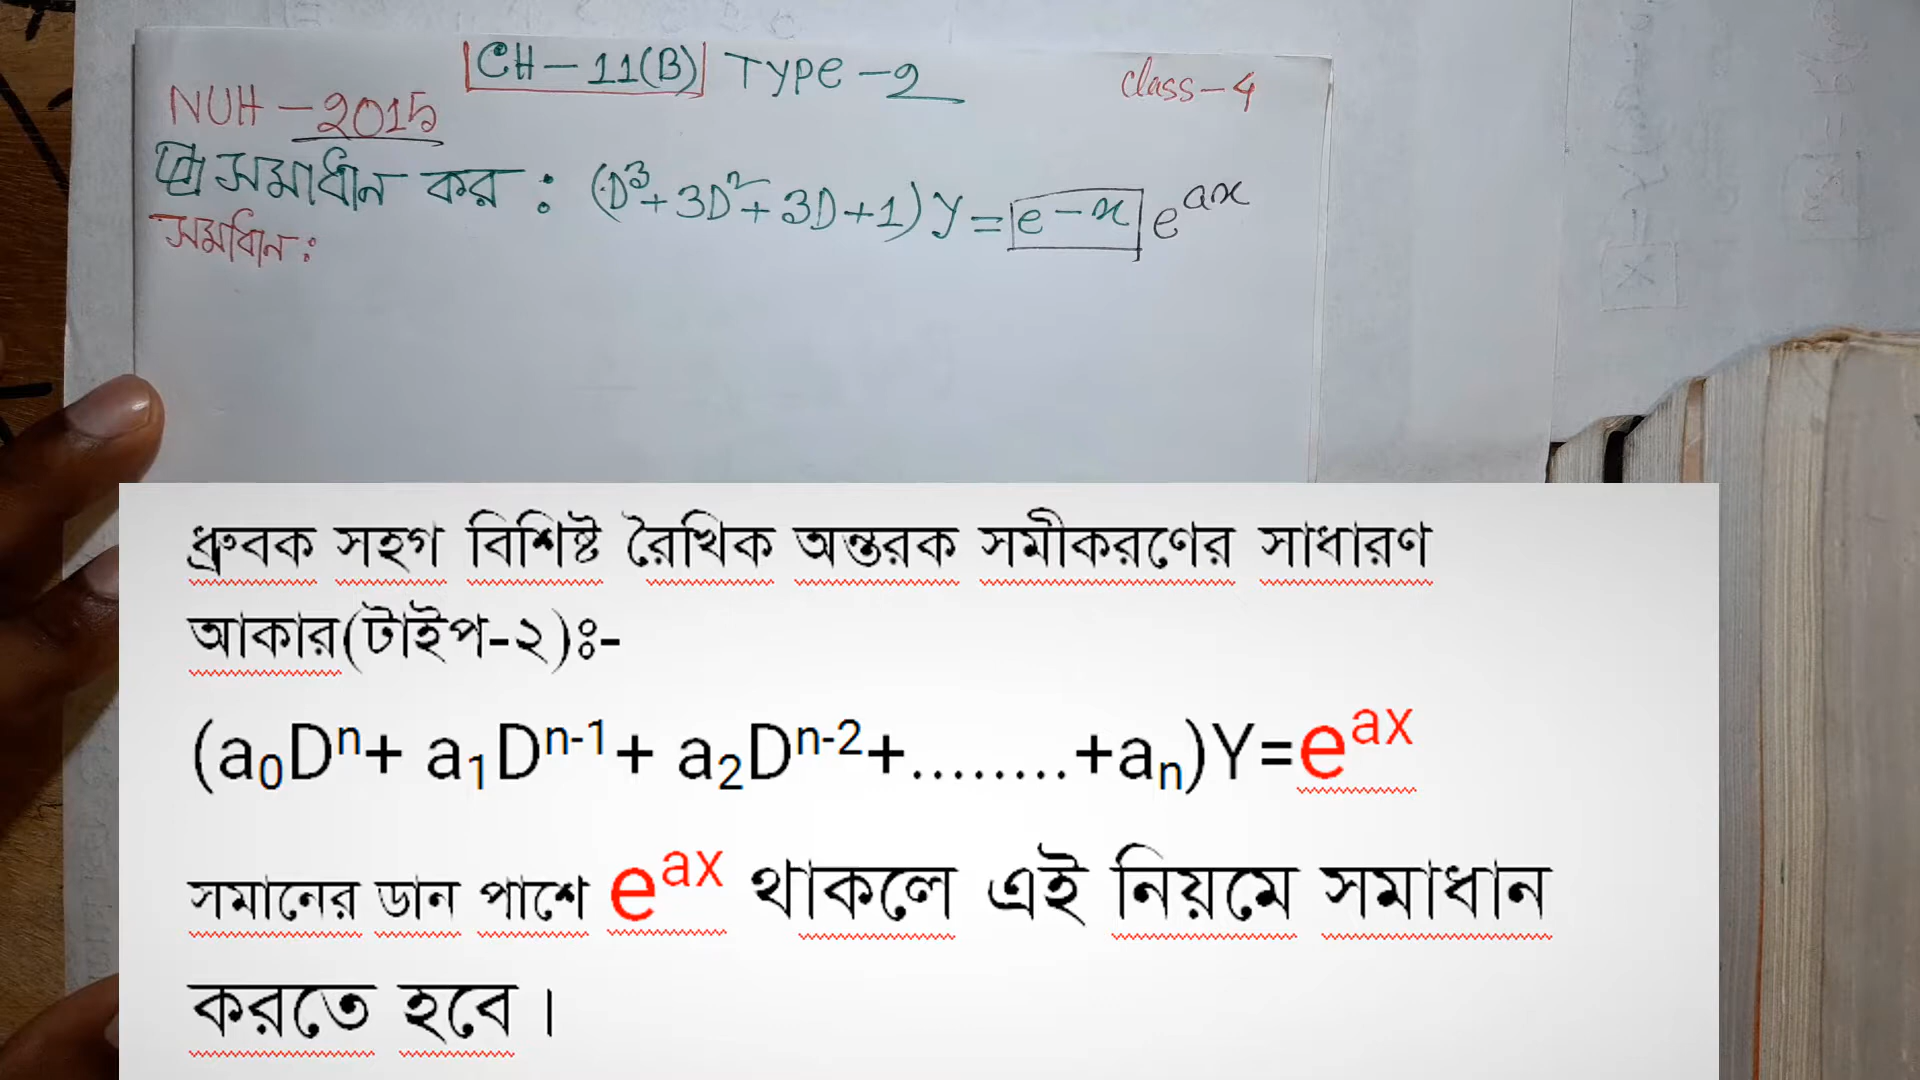 CH-11(B) Type-2
class-4
NUH-2015
সমাধান কর : (D³+3D²+3D+1)y=e-x e^ax
সমাধান:
ধ্রুবক সহগ বিশিষ্ট রৈখিক অন্তরক সমীকরণের সাধারণ
আকার(টাইপ-২)ঃ-
(a₀Dⁿ+ a₁Dⁿ⁻¹+ a₂Dⁿ⁻²+........+aₙ)Y=e^ax
সমানের ডান পাশে e^ax থাকলে এই নিয়মে সমাধান
করতে হবে।